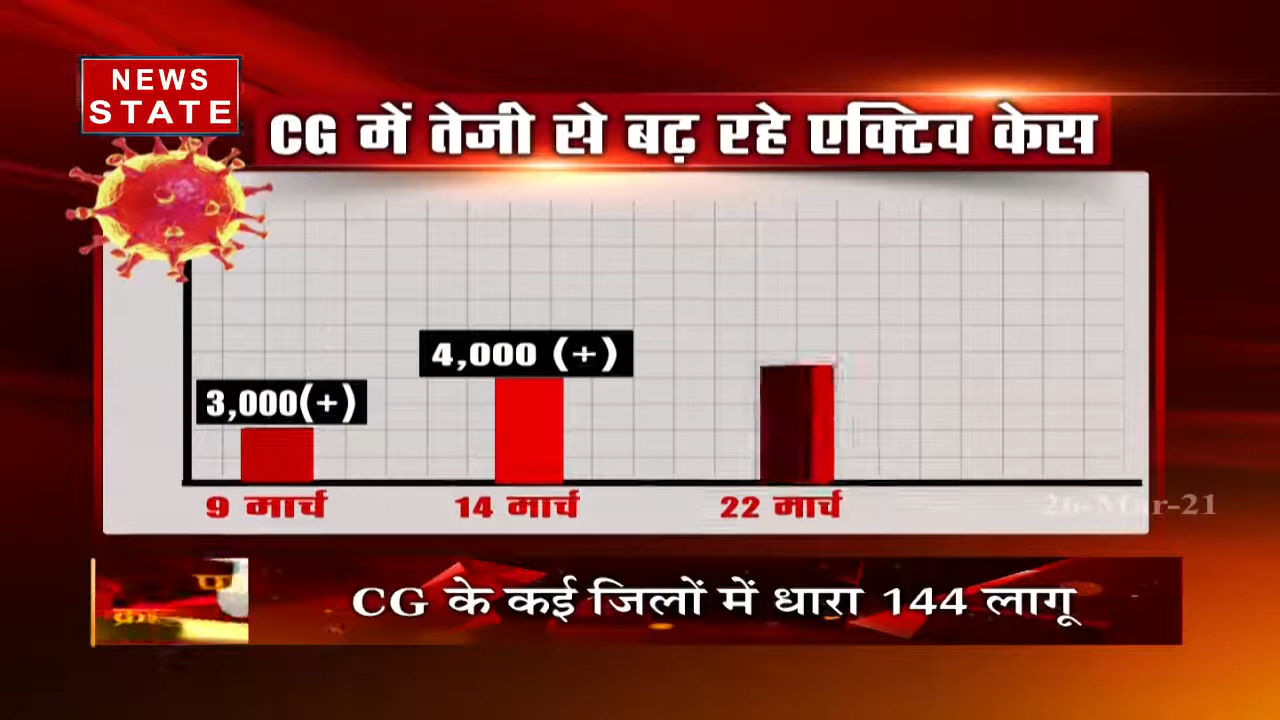 NEWS
STATE
CG में तेजी से बढ़ रहे एक्टिव केस
4,000 (+)
3,000(+)
9 मार्च
14 मार्च
22 मार्च
26-Mar-21
CG के कई जिलों में धारा 144 लागू